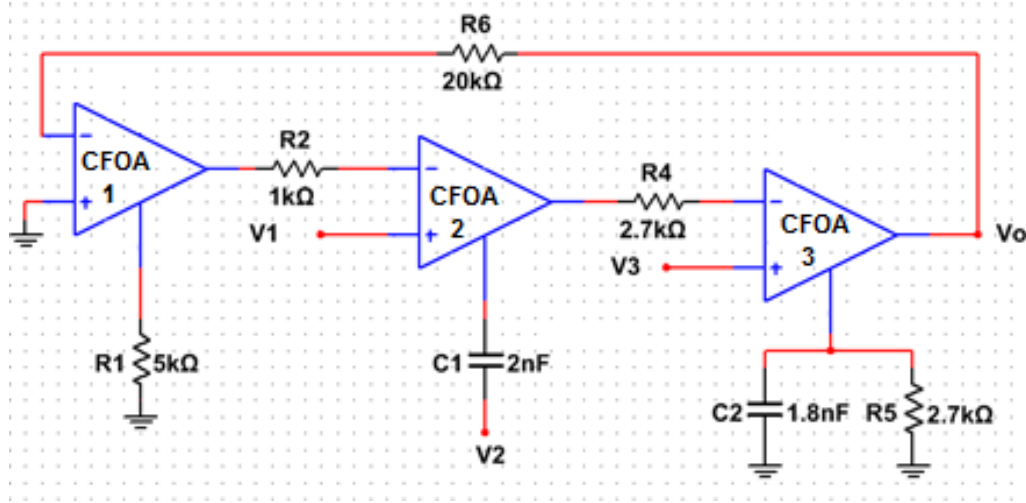 R6
20kΩ
CFOA
1
R2
1kΩ
V1
CFOA
2
R4
2.7kΩ
V3
CFOA
3
Vo
R1
5kΩ
C1
2nF
V2
C2
1.8nF
R5
2.7kΩ